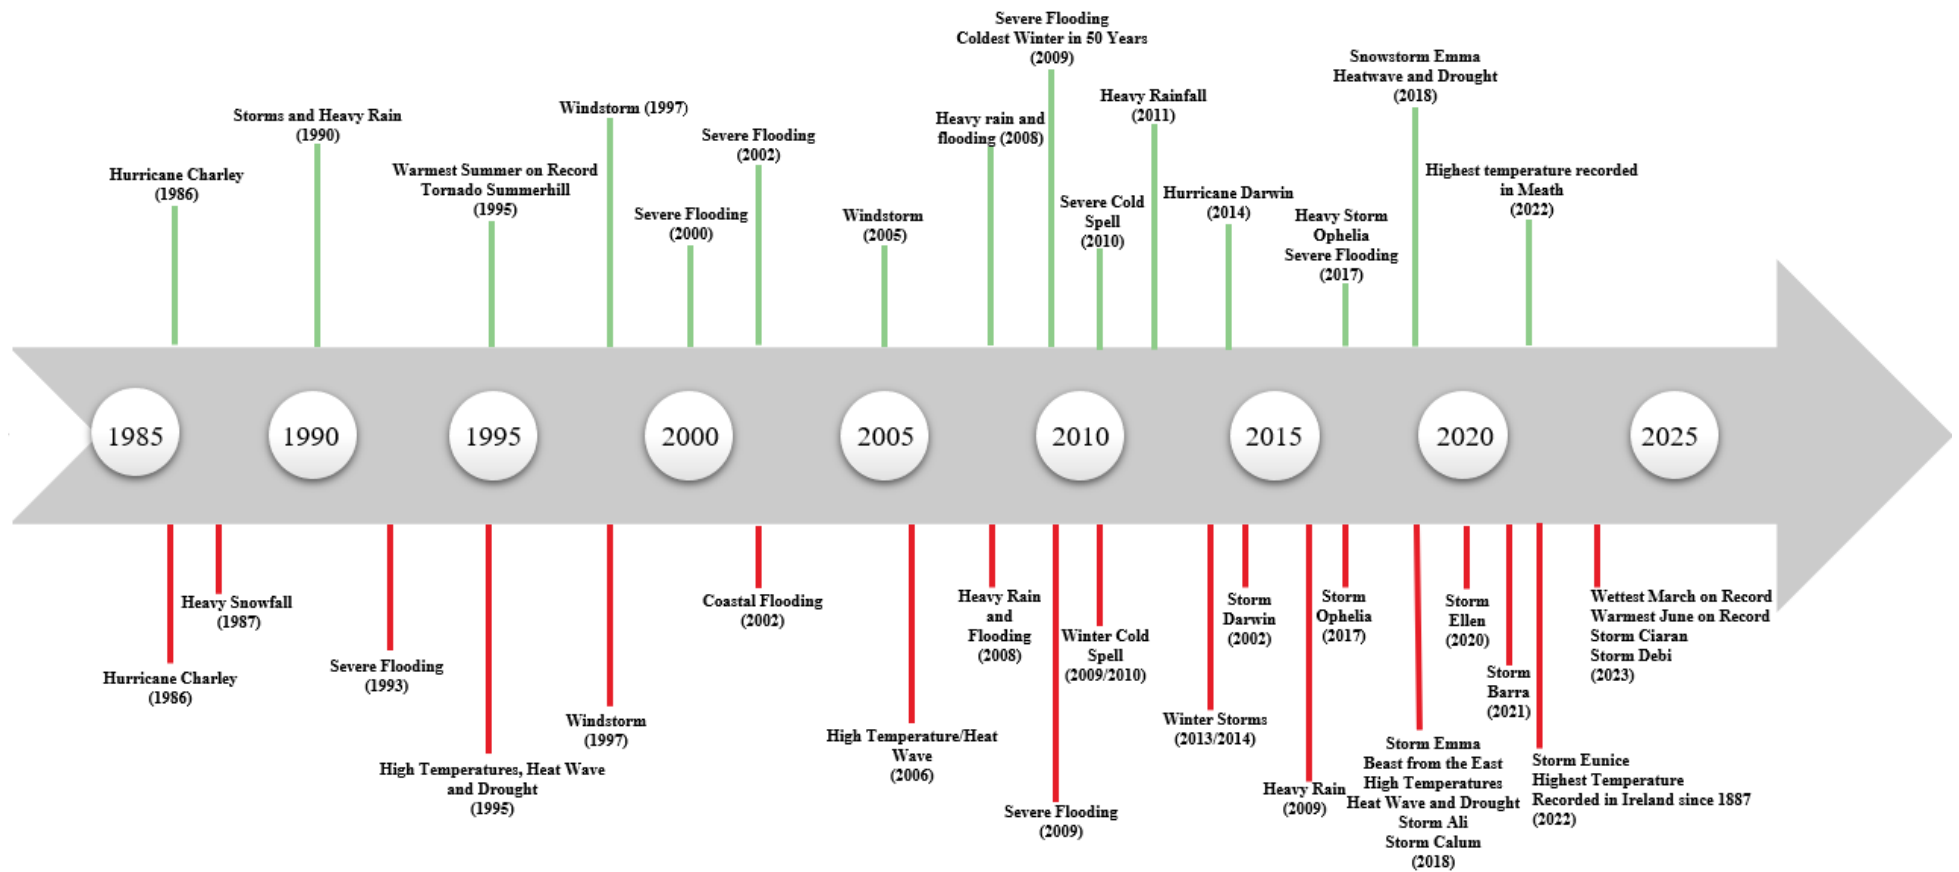 Severe Flooding
Coldest Winter in 50 Years
(2009)
Snowstorm Emma
Heatwave and Drought
(2018)
Windstorm (1997)
Heavy Rainfall
(2011)
Storms and Heavy Rain
(1990)
Heavy rain and
flooding (2008)
Severe Flooding
(2002)
Warmest Summer on Record
Tornado Summerhill
(1995)
Hurricane Charley
(1986)
Highest temperature recorded
in Meath
(2022)
Severe Flooding
(2000)
Windstorm
(2005)
Severe Cold
Spell
(2010)
Hurricane Darwin
(2014)
Heavy Storm
Ophelia
Severe Flooding
(2017)
1985
1990
1995
2000
2005
2010
2015
2020
2025
Hurricane Charley
(1986)
Heavy Snowfall
(1987)
Severe Flooding
(1993)
High Temperatures, Heat Wave
and Drought
(1995)
Windstorm
(1997)
Coastal Flooding
(2002)
High Temperature/Heat
Wave
(2006)
Heavy Rain
and
Flooding
(2008)
Severe Flooding
(2009)
Winter Cold
Spell
(2009/2010)
Winter Storms
(2013/2014)
Storm
Darwin
(2002)
Heavy Rain
(2009)
Storm
Ophelia
(2017)
Storm Emma
Beast from the East
High Temperatures
Heat Wave and Drought
Storm Ali
Storm Calum
(2018)
Storm
Ellen
(2020)
Storm
Barra
(2021)
Storm Eunice
Highest Temperature
Recorded in Ireland since 1887
(2022)
Wettest March on Record
Warmest June on Record
Storm Ciaran
Storm Debi
(2023)